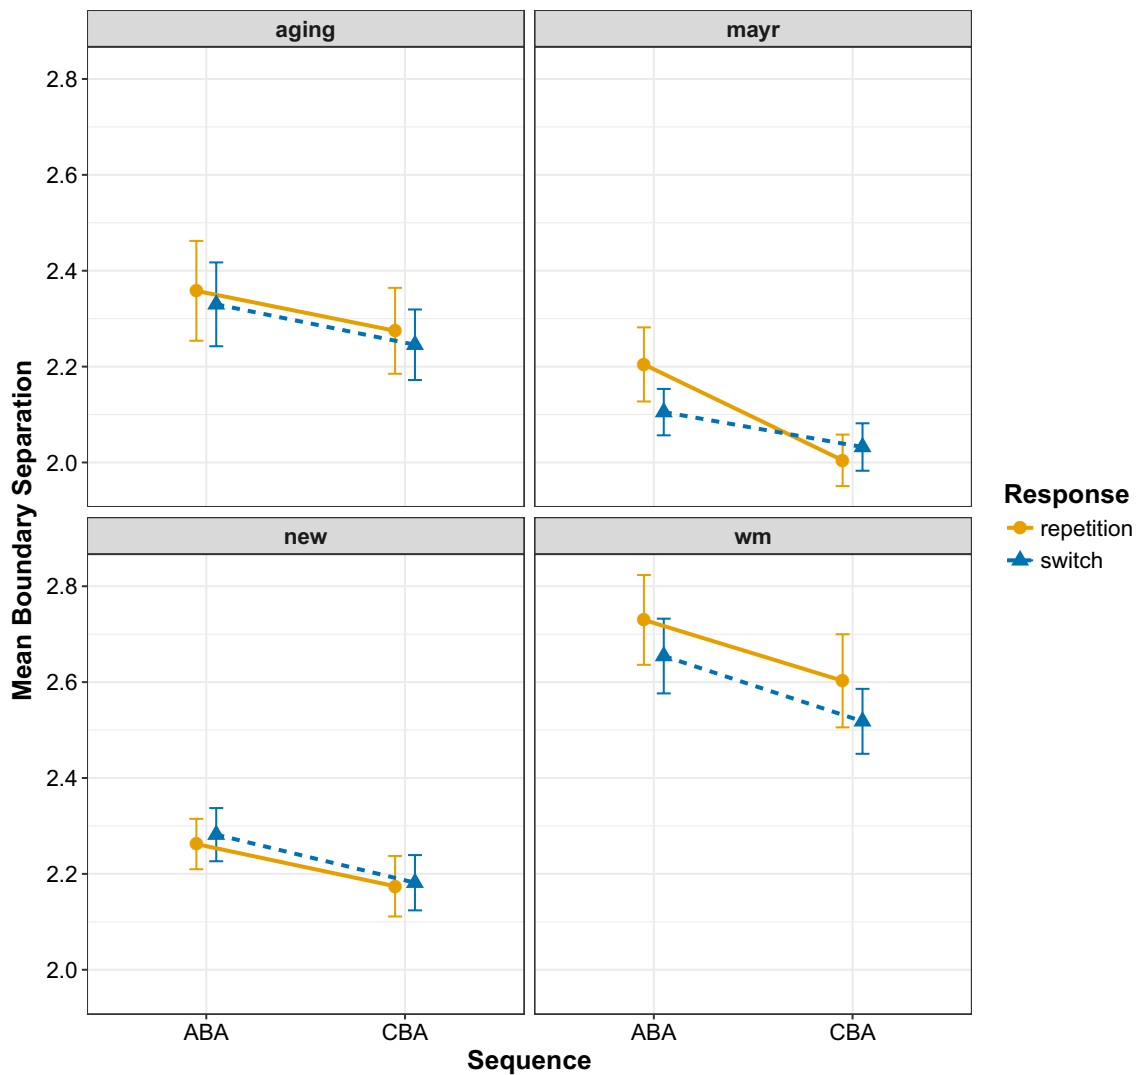 aging
mayr
2.8
2.6
2.4
2.2
2.0
new
wm
2.8
2.6
2.4
2.2
2.0
ABA
CBA
ABA
CBA
Sequence
Mean Boundary Separation
Response
repetition
switch